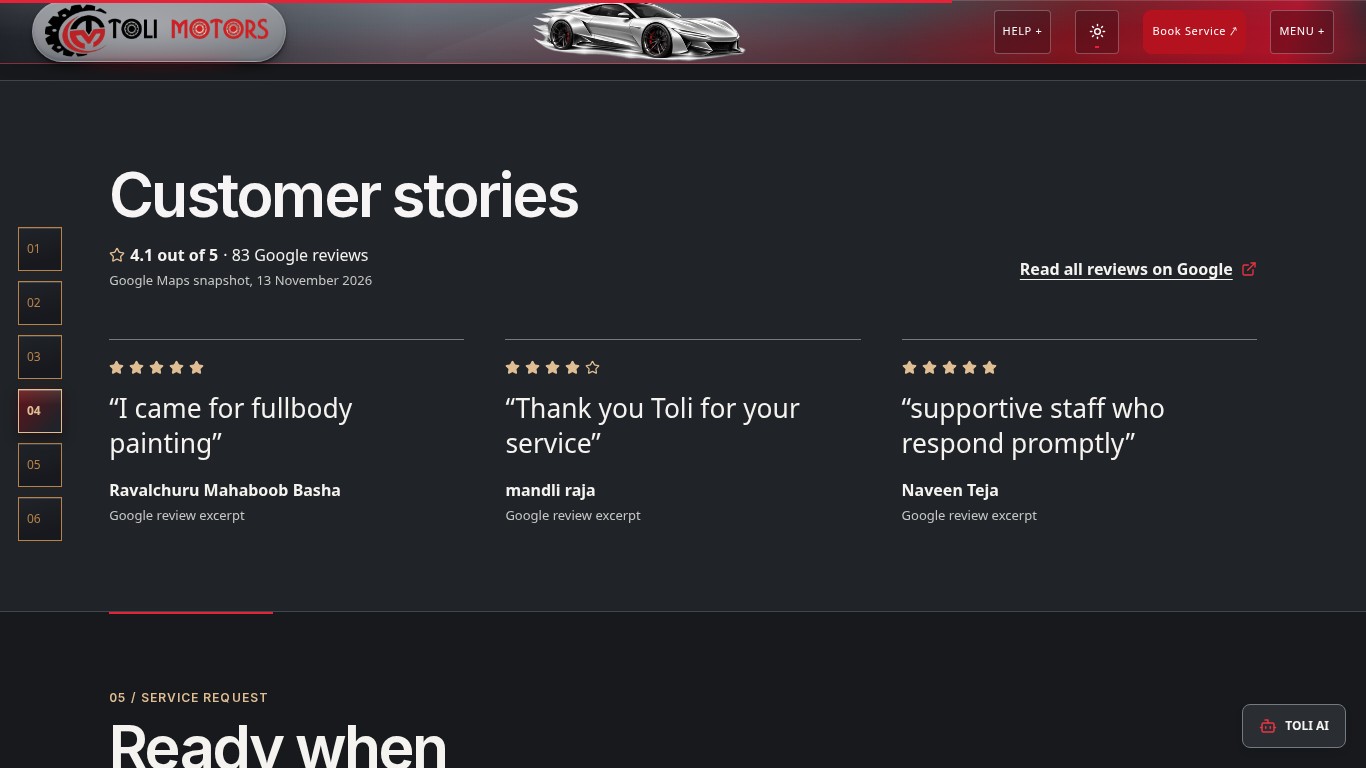 TOLI MOTORS
HELP +
Book Service ↗
MENU +
Customer stories
4.1 out of 5 · 83 Google reviews
Google Maps snapshot, 13 November 2026
Read all reviews on Google
01
02
03
04
05
06
“I came for fullbody
painting”
Ravalchuru Mahaboob Basha
Google review excerpt
“Thank you Toli for your
service”
mandli raja
Google review excerpt
“supportive staff who
respond promptly”
Naveen Teja
Google review excerpt
05 / SERVICE REQUEST
Ready when
TOLI AI